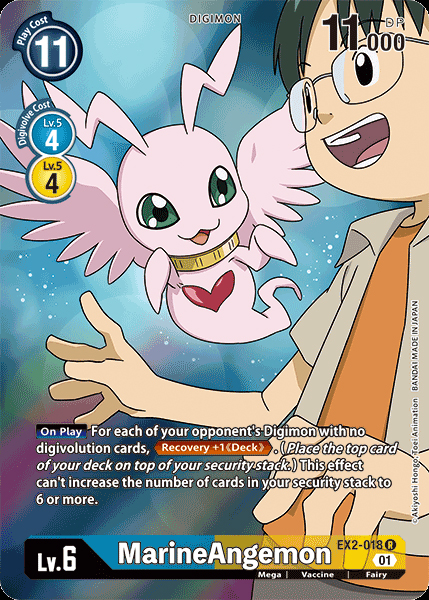 DIGIMON
Play Cost
11
DP
11000
Digivolve Cost
Lv.5
4
Lv.5
4
On Play For each of your opponent's Digimon with no
digivolution cards, Recovery +1《Deck》. (Place the top card
of your deck on top of your security stack.) This effect
can't increase the number of cards in your security stack to
6 or more.
©Akiyoshi Hongo, Toei Animation BANDAI MADE IN JAPAN
EX2-018 R
Lv.6
MarineAngemon
01
Mega | Vaccine | Fairy